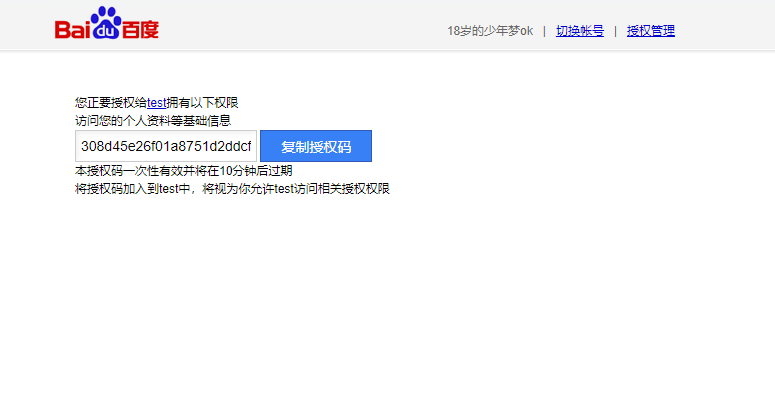 Bai du 百度
18岁的少年梦ok | 切换帐号 | 授权管理
您正要授权给test拥有以下权限
访问您的个人资料等基础信息
308d45e26f01a8751d2ddcf 复制授权码
本授权码一次性有效并将在10分钟后过期
将授权码加入到test中，将视为你允许test访问相关授权权限